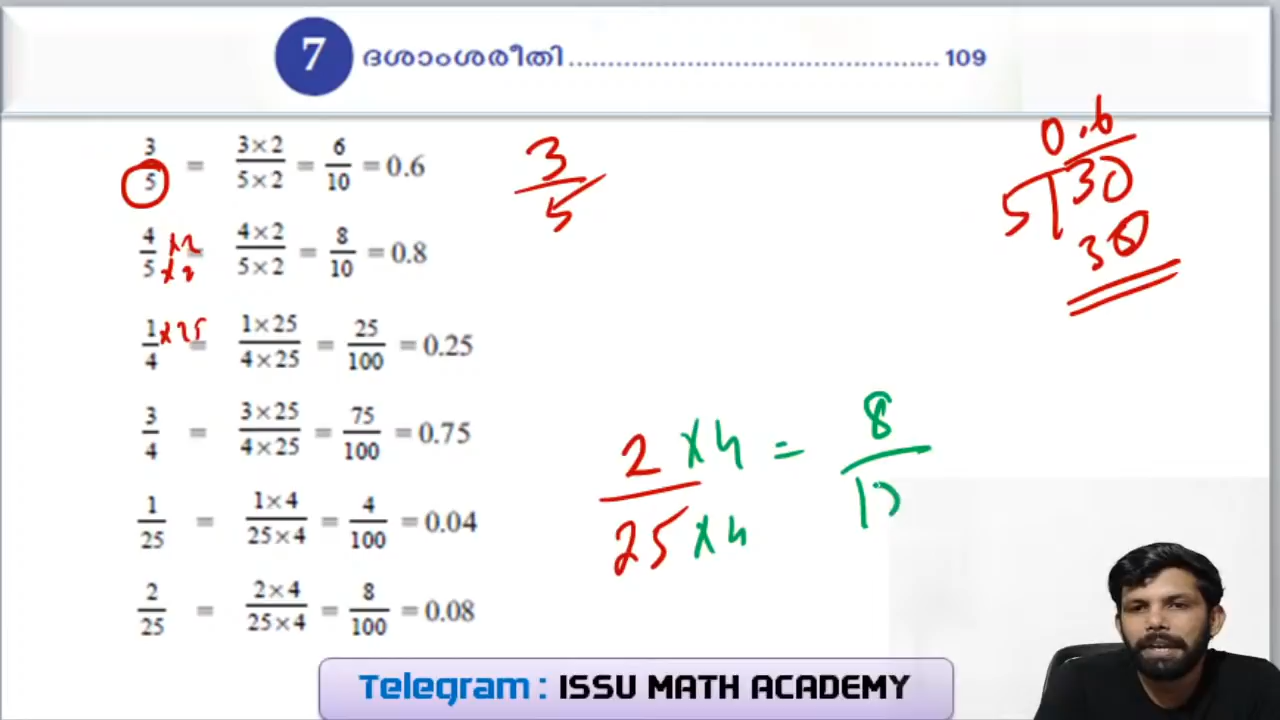 7 ദശാംശരീതി ................................................ 109
3/5 = 3×2/5×2 = 6/10 = 0.6
4/5 = 4×2/5×2 = 8/10 = 0.8
1/4 = 1×25/4×25 = 25/100 = 0.25
3/4 = 3×25/4×25 = 75/100 = 0.75
1/25 = 1×4/25×4 = 4/100 = 0.04
2/25 = 2×4/25×4 = 8/100 = 0.08
×2
×25
3/5
0.6
5 30
30
2 ×4 = 8
25 ×4
Telegram : ISSU MATH ACADEMY